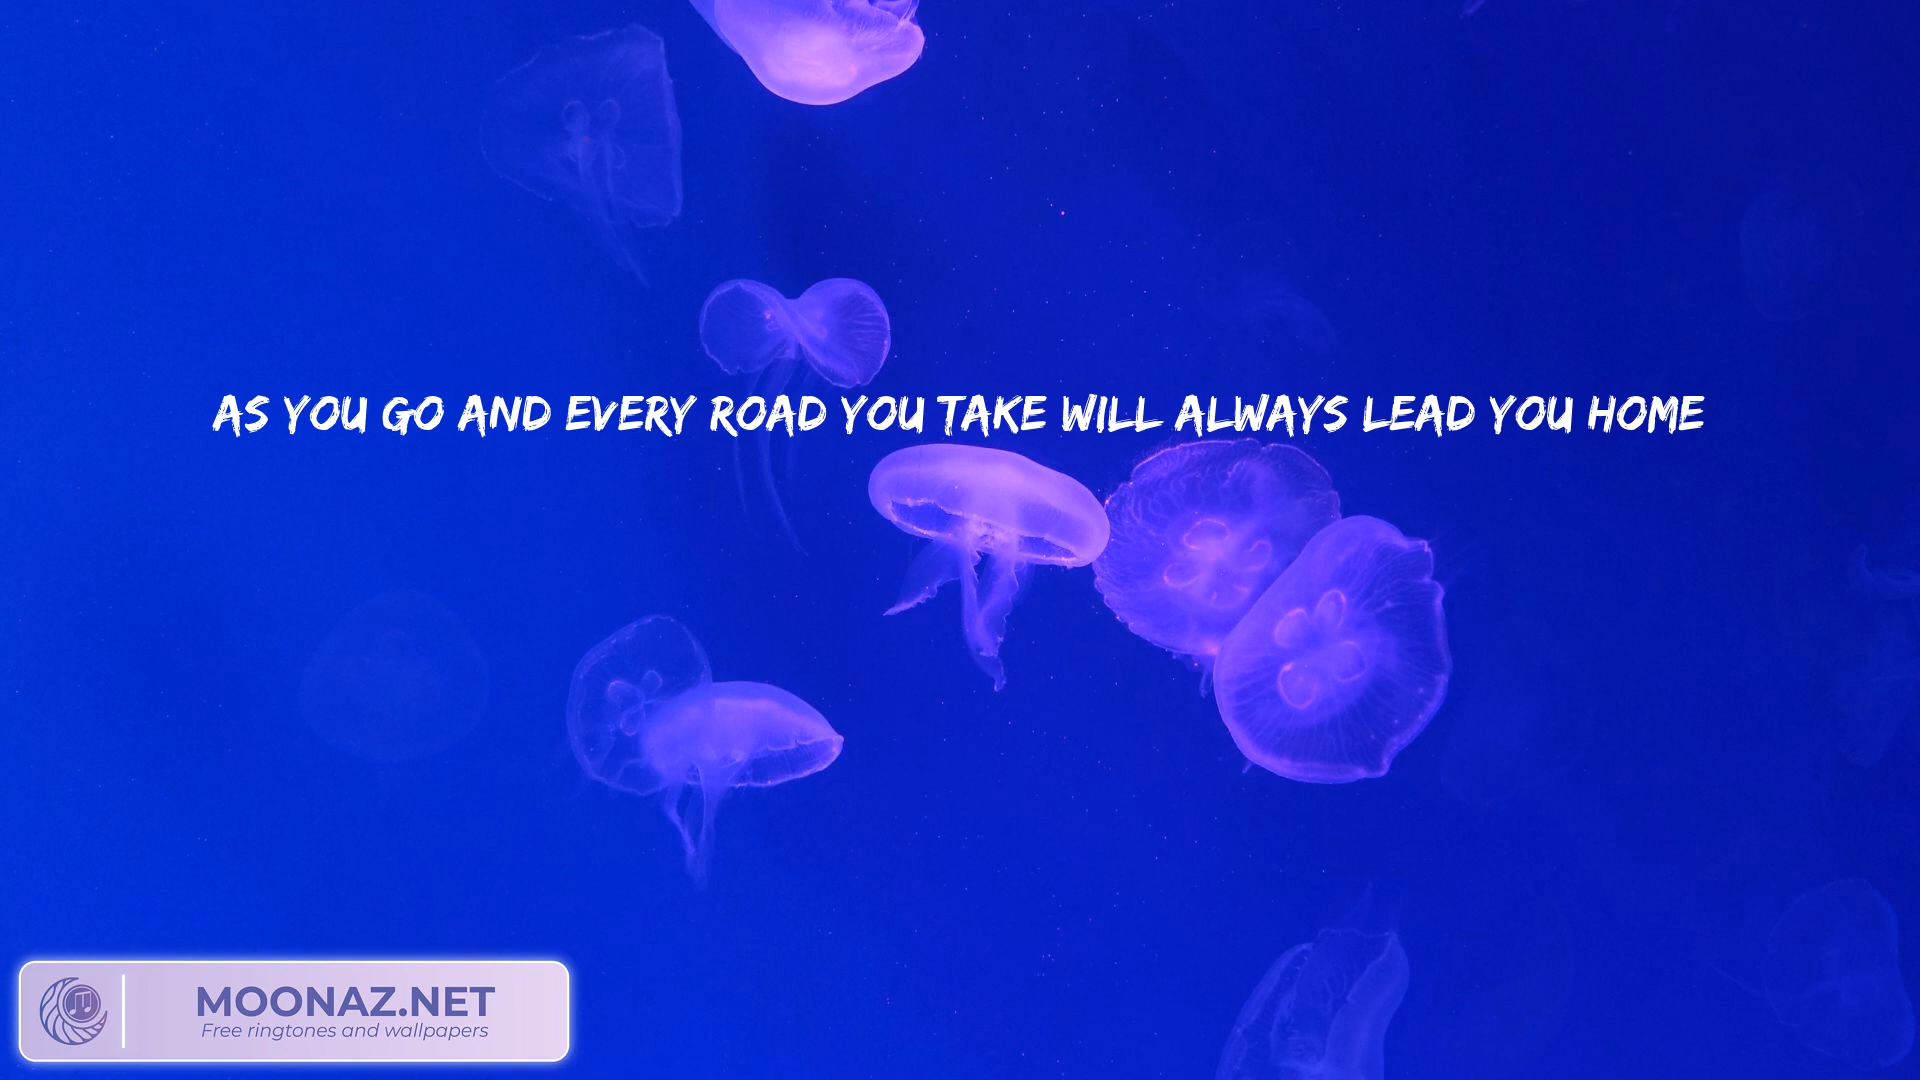 AS YOU GO AND EVERY ROAD YOU TAKE WILL ALWAYS LEAD YOU HOME
MOONAZ.NET
Free ringtones and wallpapers